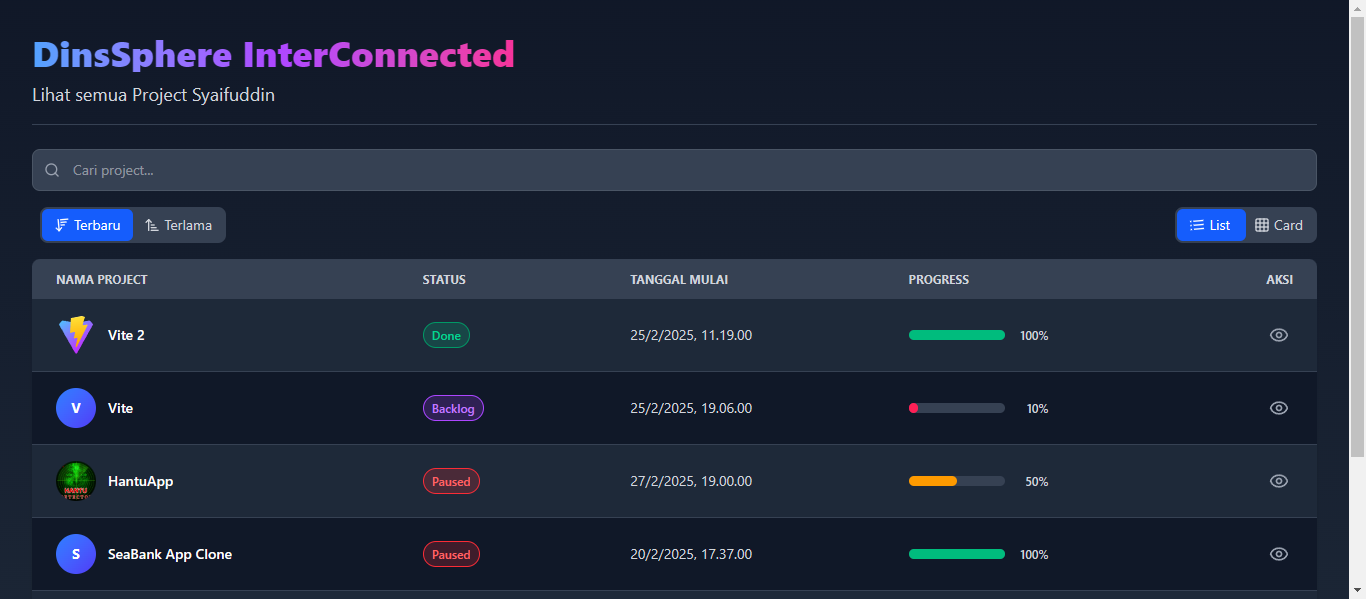 DinsSphere InterConnected
Lihat semua Project Syaifuddin
Cari project...
Terbaru Terlama List Card
NAMA PROJECT STATUS TANGGAL MULAI PROGRESS AKSI
Vite 2 Done 25/2/2025, 11.19.00 100%
V Vite Backlog 25/2/2025, 19.06.00 10%
HANTU HantuApp Paused 27/2/2025, 19.00.00 50%
S SeaBank App Clone Paused 20/2/2025, 17.37.00 100%